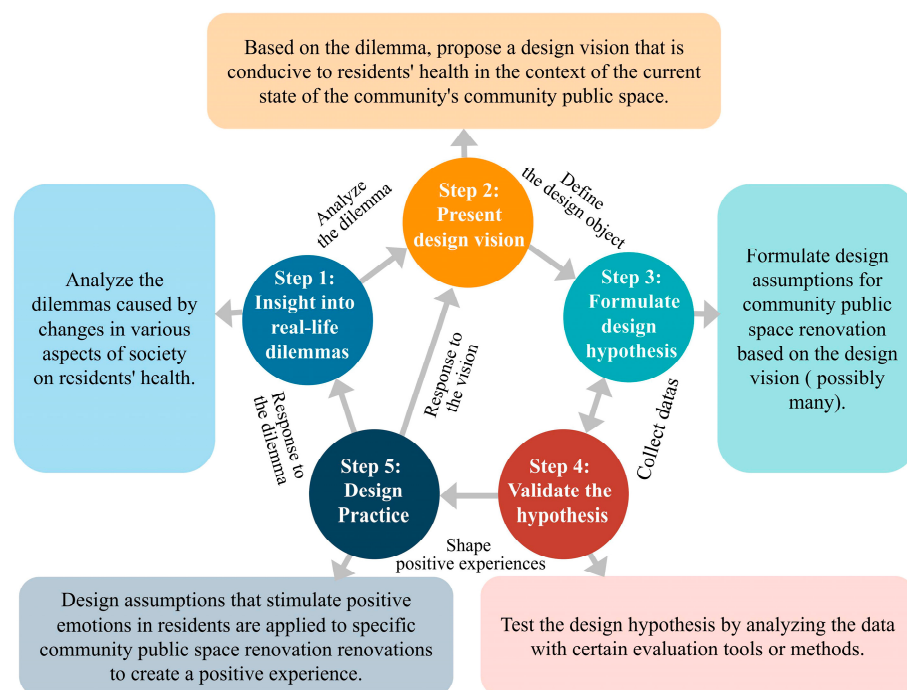 Based on the dilemma, propose a design vision that is
conducive to residents' health in the context of the current
state of the community's community public space.
Analyze
the dilemma
Step 2:
Present
design vision
Define
the design object
Analyze the
dilemmas caused by
changes in various
aspects of society
on residents' health.
Step 1:
Insight into
real-life
dilemmas
Step 3:
Formulate
design
hypothesis
Formulate design
assumptions for
community public
space renovation
based on the design
vision ( possibly
many).
Response to
the dilemma
Response to
the vision
Collect datas
Step 5:
Design
Practice
Step 4:
Validate the
hypothesis
Shape
positive experiences
Design assumptions that stimulate positive
emotions in residents are applied to specific
community public space renovation renovations
to create a positive experience.
Test the design hypothesis by analyzing the data
with certain evaluation tools or methods.